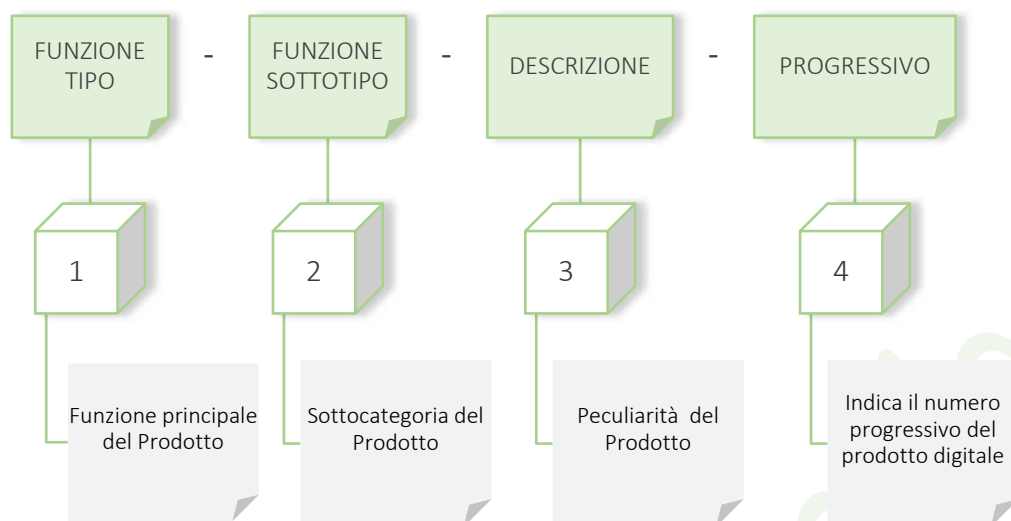 FUNZIONE
TIPO
-
FUNZIONE
SOTTOTIPO
-
DESCRIZIONE
-
PROGRESSIVO
1
2
3
4
Funzione principale
del Prodotto
Sottocategoria del
Prodotto
Peculiarità del
Prodotto
Indica il numero
progressivo del
prodotto digitale